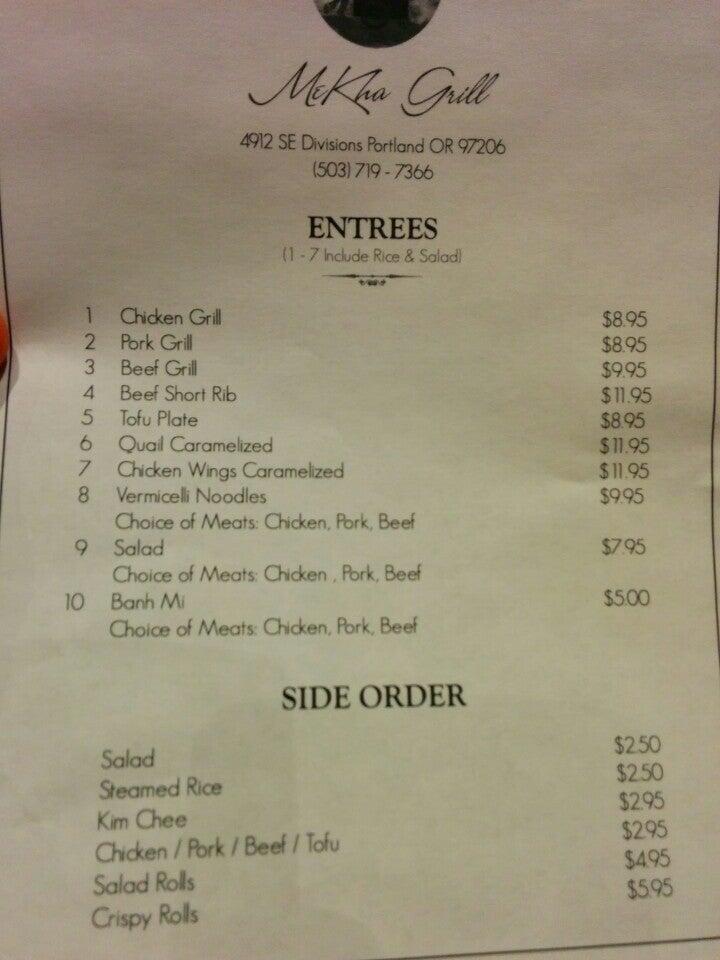 McKha Grill
4912 SE Divisions Portland OR 97206
(503) 719 - 7366
ENTREES
(1 - 7 Include Rice & Salad)
1 Chicken Grill $8.95
2 Pork Grill $8.95
3 Beef Grill $9.95
4 Beef Short Rib $11.95
5 Tofu Plate $8.95
6 Quail Caramelized $11.95
7 Chicken Wings Caramelized $11.95
8 Vermicelli Noodles $9.95
Choice of Meats: Chicken, Pork, Beef
9 Salad $7.95
Choice of Meats: Chicken , Pork, Beef
10 Banh Mi $5.00
Choice of Meats: Chicken, Pork, Beef
SIDE ORDER
Salad $2.50
Steamed Rice $2.50
Kim Chee $2.95
Chicken / Pork / Beef / Tofu $2.95
Salad Rolls $4.95
Crispy Rolls $5.95